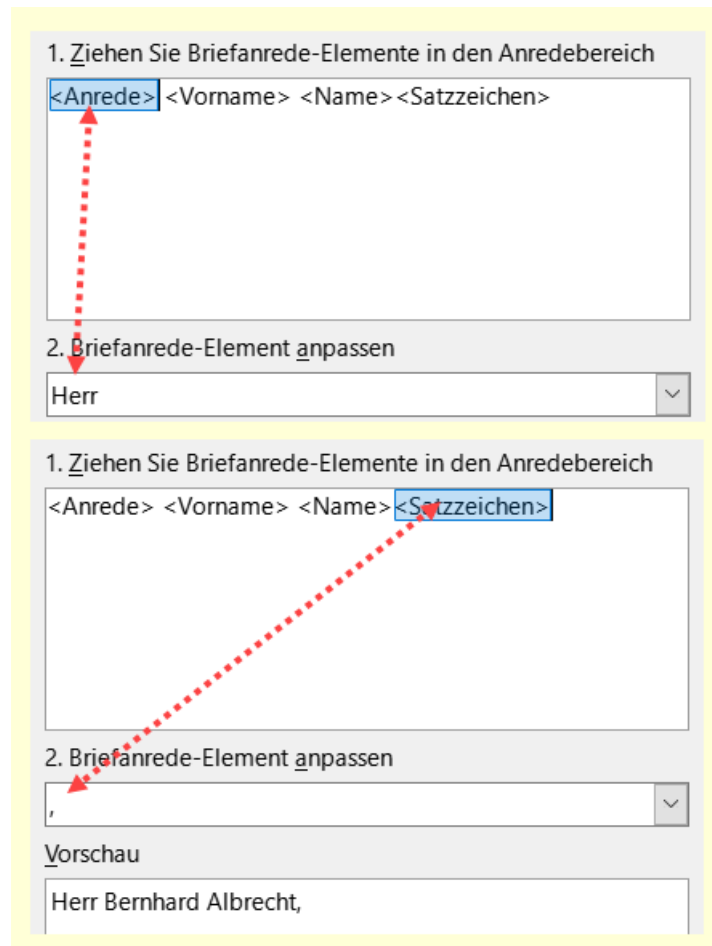 1. Ziehen Sie Briefanrede-Elemente in den Anredebereich
<Anrede> <Vorname> <Name><Satzzeichen>
2. Briefanrede-Element anpassen
Herr
1. Ziehen Sie Briefanrede-Elemente in den Anredebereich
<Anrede> <Vorname> <Name><Satzzeichen>
2. Briefanrede-Element anpassen
,
Vorschau
Herr Bernhard Albrecht,